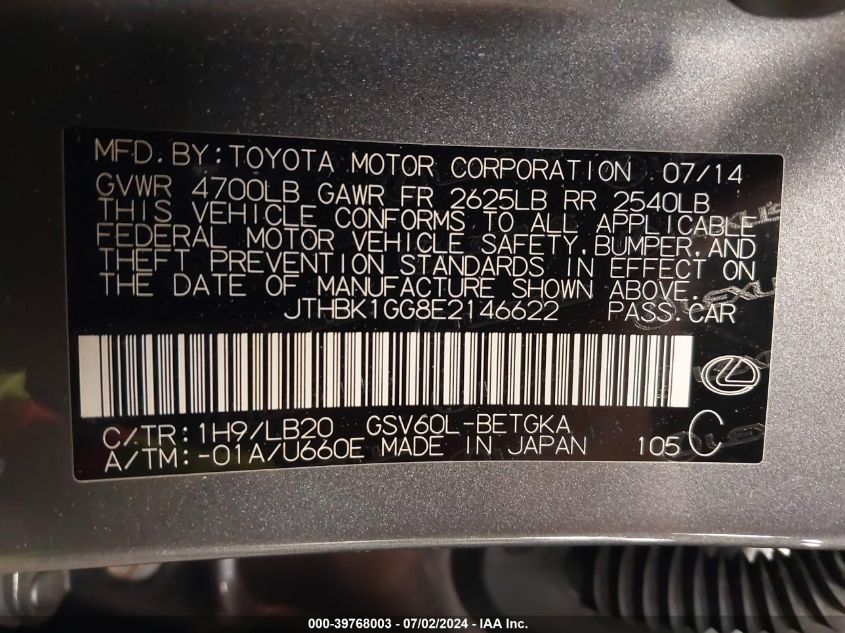 MFD. BY: TOYOTA MOTOR CORPORATION 07/14
GVWR 4700LB GAWR FR 2625LB RR 2540LB
THIS VEHICLE CONFORMS TO ALL APPLICABLE
FEDERAL MOTOR VEHICLE SAFETY, BUMPER, AND
THEFT PREVENTION STANDARDS IN EFFECT ON
THE DATE OF MANUFACTURE SHOWN ABOVE.
JTHBK1GG8E2146622 PASS. CAR
C/TR: 1H9/LB20 GSV60L-BETGKA
A/TM: -01A/U660E MADE IN JAPAN 105 C
000-39768003 - 07/02/2024 - IAA Inc.